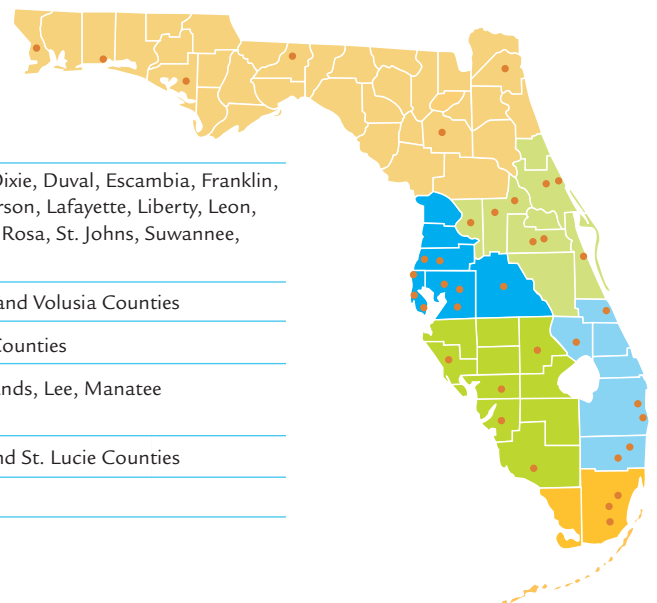 Dixie, Duval, Escambia, Franklin,
rson, Lafayette, Liberty, Leon,
Rosa, St. Johns, Suwannee,
and Volusia Counties
Counties
nds, Lee, Manatee
nd St. Lucie Counties